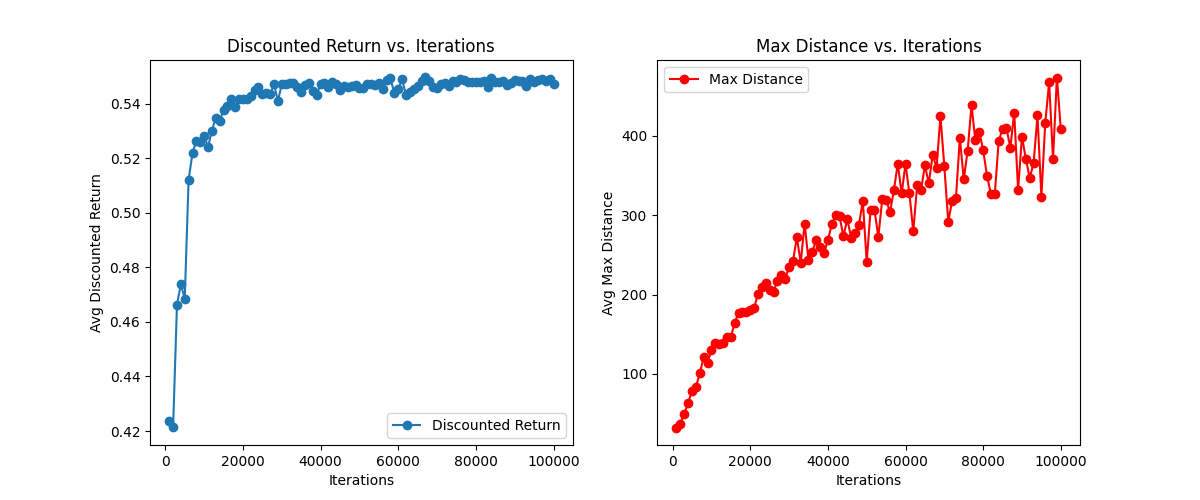 Discounted Return vs. Iterations
Avg Discounted Return
0.54
0.52
0.50
0.48
0.46
0.44
0.42
Discounted Return
0 20000 40000 60000 80000 100000
Iterations
Max Distance vs. Iterations
Max Distance
Avg Max Distance
400
300
200
100
0 20000 40000 60000 80000 100000
Iterations